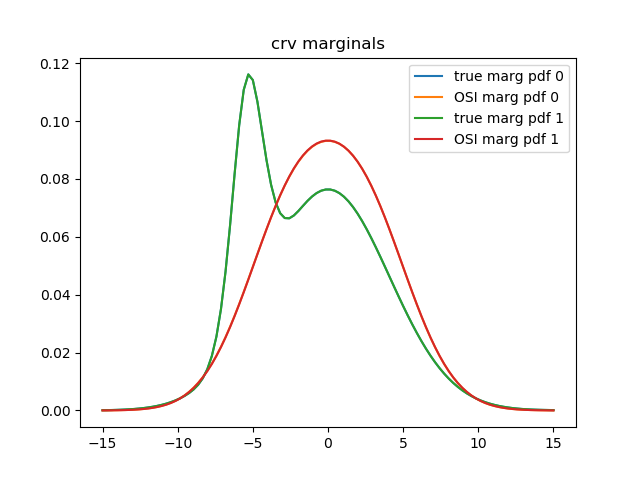 crv marginals
true marg pdf 0
OSI marg pdf 0
true marg pdf 1
OSI marg pdf 1
0.12
0.10
0.08
0.06
0.04
0.02
0.00
−15
−10
−5
0
5
10
15